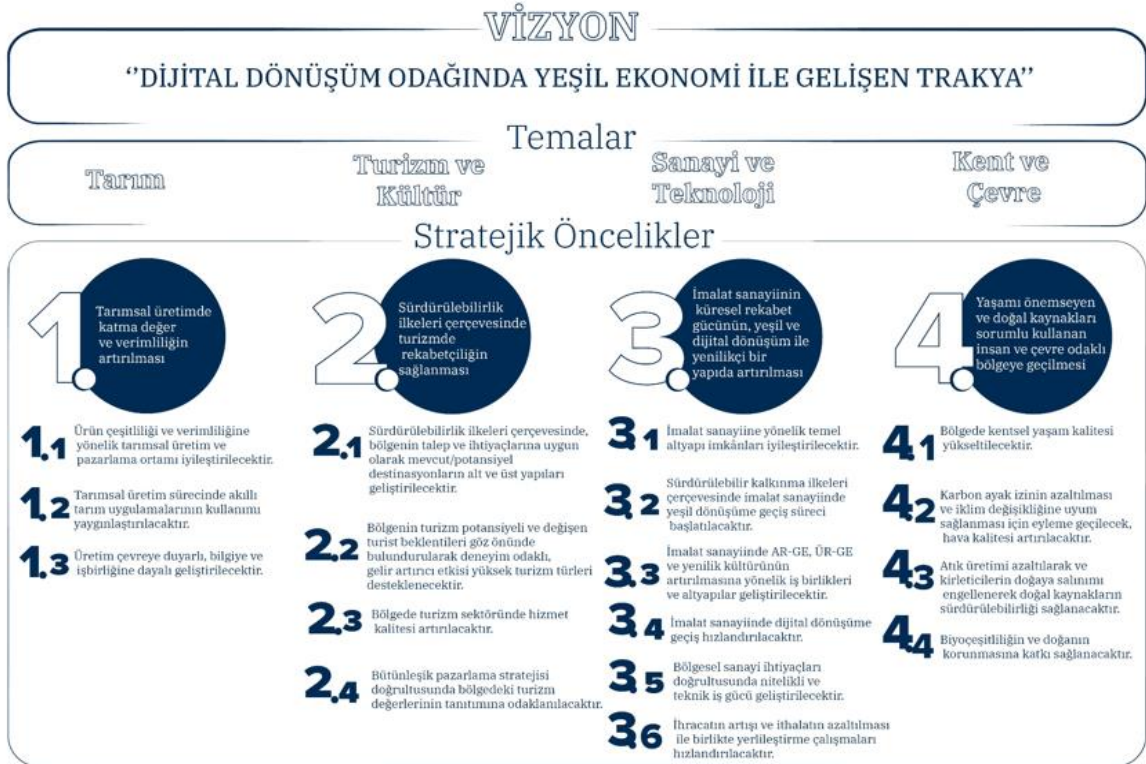 VİZYON
‘’DİJİTAL DÖNÜŞÜM ODAĞINDA YEŞİL EKONOMİ İLE GELİŞEN TRAKYA’’
Temalar
Tarım
Turizm ve
Kültür
Sanayi ve
Teknoloji
Kent ve
Çevre
Stratejik Öncelikler
1.
Tarımsal üretimde
katma değer
ve verimliliğin
artırılması
1.1
Ürün çeşitliliği ve verimliliğine
yönelik tarımsal üretim ve
pazarlama ortamı iyileştirilecektir.
1.2
Tarımsal üretim sürecinde akıllı
tarım uygulamalarının kullanımı
yaygınlaştırılacaktır.
1.3
Üretim çevreye duyarlı, bilgiye ve
işbirliğine dayalı geliştirilecektir.
2.
Sürdürülebilirlik
ilkeleri çerçevesinde
turizmde
rekabetçiliğin
sağlanması
2.1
Sürdürülebilirlik ilkeleri çerçevesinde,
bölgenin talep ve ihtiyaçlarına uygun
olarak mevcut/potansiyel
destinasyonların alt ve üst yapıları
geliştirilecektir.
2.2
Bölgenin turizm potansiyeli ve değişen
turist beklentileri göz önünde
bulundurularak deneyim odaklı,
gelir artırıcı etkisi yüksek turizm türleri
desteklenecektir.
2.3
Bölgede turizm sektöründe hizmet
kalitesi artırılacaktır.
2.4
Bütünleşik pazarlama stratejisi
doğrultusunda bölgedeki turizm
değerlerinin tanıtımına odaklanılacaktır.
3.
İmalat sanayiinin
küresel rekabet
gücünün, yeşil ve
dijital dönüşüm ile
yenilikçi bir
yapıda artırılması
3.1
İmalat sanayiine yönelik temel
altyapı imkânları iyileştirilecektir.
3.2
Sürdürülebilir kalkınma ilkeleri
çerçevesinde imalat sanayiinde
yeşil dönüşüme geçiş süreci
başlatılacaktır.
3.3
İmalat sanayiinde AR-GE, ÜR-GE
ve yenilik kültürünün
artırılmasına yönelik iş birlikleri
ve altyapılar geliştirilecektir.
3.4
İmalat sanayiinde dijital dönüşüme
geçiş hızlandırılacaktır.
3.5
Bölgesel sanayi ihtiyaçları
doğrultusunda nitelikli ve
teknik iş gücü geliştirilecektir.
3.6
İhracatın artışı ve ithalatın azaltılması
ile birlikte yerlileştirme çalışmaları
hızlandırılacaktır.
4.
Yaşamı önemseyen
ve doğal kaynakları
sorumlu kullanan
insan ve çevre odaklı
bölgeye geçilmesi
4.1
Bölgede kentsel yaşam kalitesi
yükseltilecektir.
4.2
Karbon ayak izinin azaltılması
ve iklim değişikliğine uyum
sağlanması için eyleme geçilecek,
hava kalitesi artırılacaktır.
4.3
Atık üretimi azaltılarak ve
kirleticilerin doğaya salınımı
engellenerek doğal kaynakların
sürdürülebilirliği sağlanacaktır.
4.4
Biyoçeşitliliğin ve doğanın
korunmasına katkı sağlanacaktır.